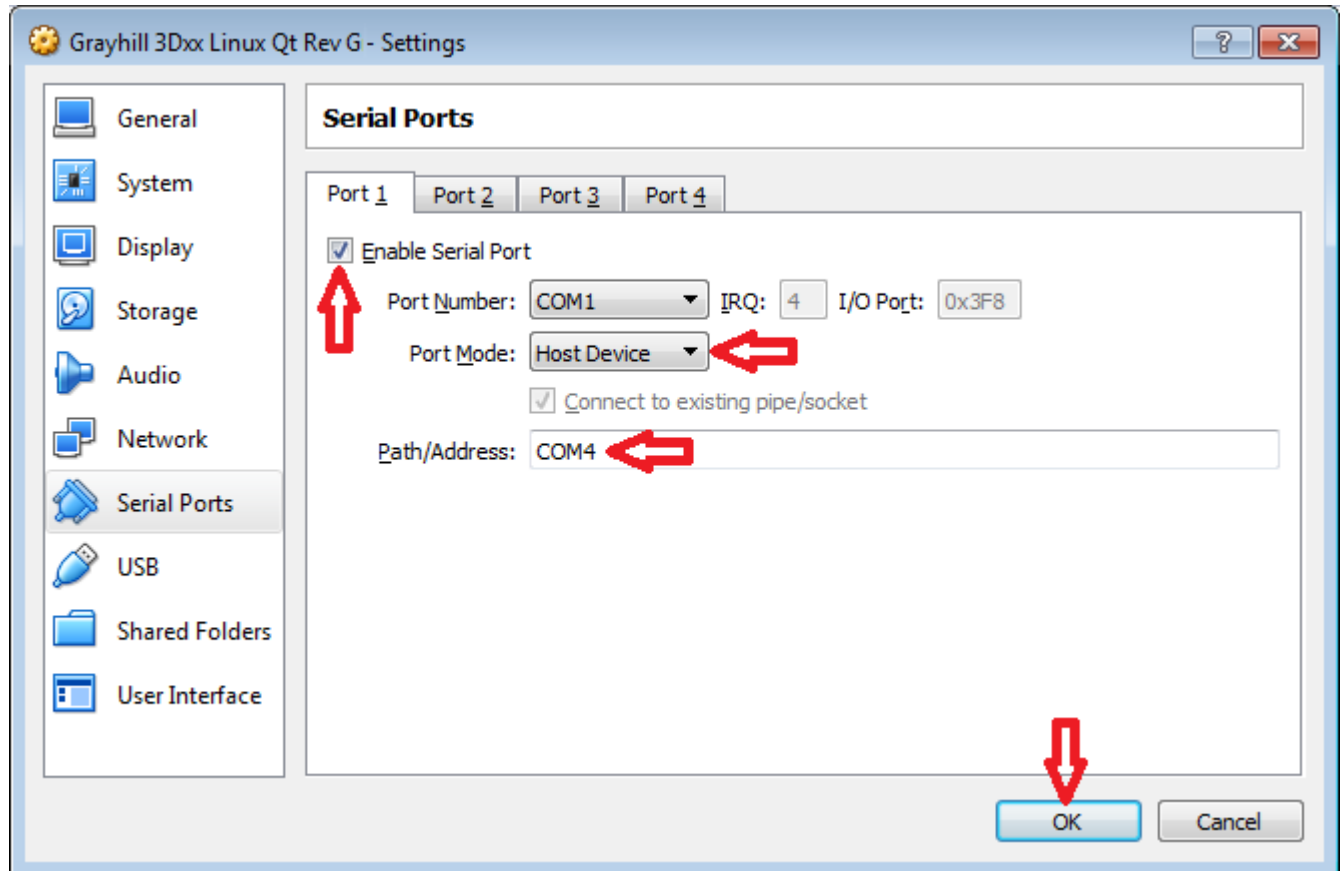 Grayhill 3Dxx Linux Qt Rev G - Settings
General
System
Display
Storage
Audio
Network
Serial Ports
USB
Shared Folders
User Interface
Serial Ports
Port 1 Port 2 Port 3 Port 4
Enable Serial Port
Port Number: COM1 IRQ: 4 I/O Port: 0x3F8
Port Mode: Host Device
Connect to existing pipe/socket
Path/Address: COM4
OK Cancel